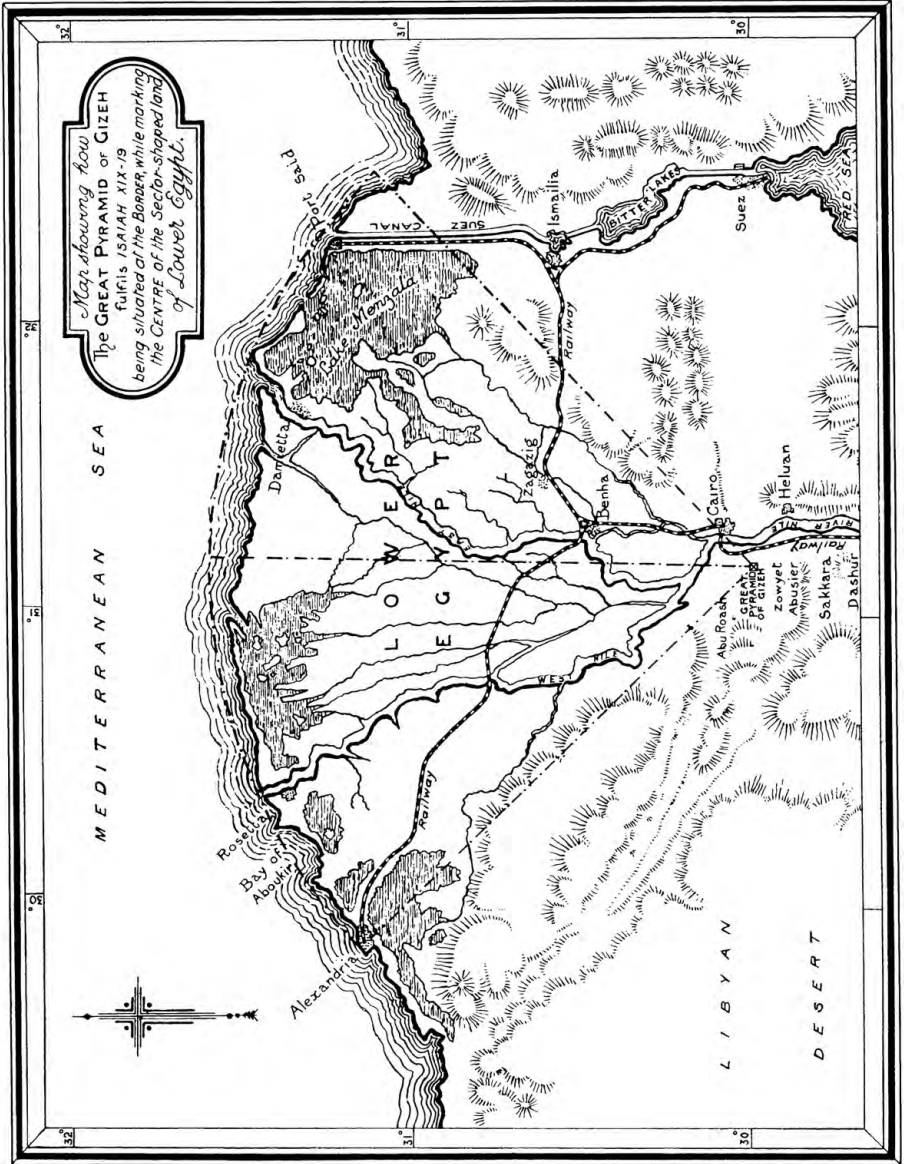 Map showing how
The GREAT PYRAMID of GIZEH
fulfils ISAIAH XIX-19
being situated at the BORDER, while marking
the CENTRE of the Sector-shaped land
of Lower Egypt.
32°
31°
30°
32°
31°
30°
32°
31°
30°
MEDITERRANEAN SEA
Port Said
Damietta
Lake Menzala
SUEZ
CANAL
Rosetta
Bay of
Aboukir
Alexandria
LOWER
EGYPT
Ismailia
BITTER LAKES
Railway
Zagazig
Benha
Railway
Suez
RED SEA
Cairo
Heluan
RIVER NILE
Railway
Abu Roash
GREAT
PYRAMID
OF GIZEH
Zowyet
Abusier
Sakkara
Dashur
LIBYAN
DESERT